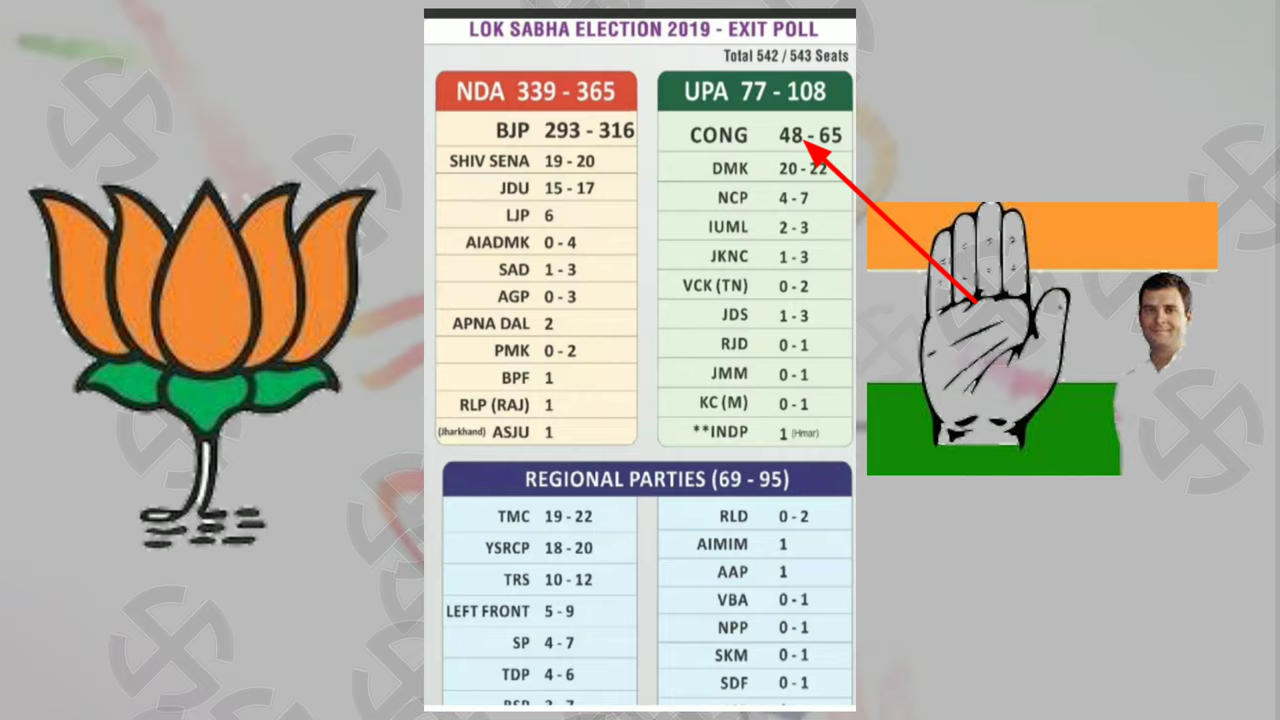 LOK SABHA ELECTION 2019 - EXIT POLL
Total 542 / 543 Seats
NDA 339 - 365
BJP 293 - 316
SHIV SENA 19 - 20
JDU 15 - 17
LJP 6
AIADMK 0 - 4
SAD 1 - 3
AGP 0 - 3
APNA DAL 2
PMK 0 - 2
BPF 1
RLP (RAJ) 1
(Jharkhand) ASJU 1
UPA 77 - 108
CONG 48 - 65
DMK 20 - 22
NCP 4 - 7
IUML 2 - 3
JKNC 1 - 3
VCK (TN) 0 - 2
JDS 1 - 3
RJD 0 - 1
JMM 0 - 1
KC (M) 0 - 1
**INDP 1 (Hmar)
REGIONAL PARTIES (69 - 95)
TMC 19 - 22
YSRCP 18 - 20
TRS 10 - 12
LEFT FRONT 5 - 9
SP 4 - 7
TDP 4 - 6
RLD 0 - 2
AIMIM 1
AAP 1
VBA 0 - 1
NPP 0 - 1
SKM 0 - 1
SDF 0 - 1